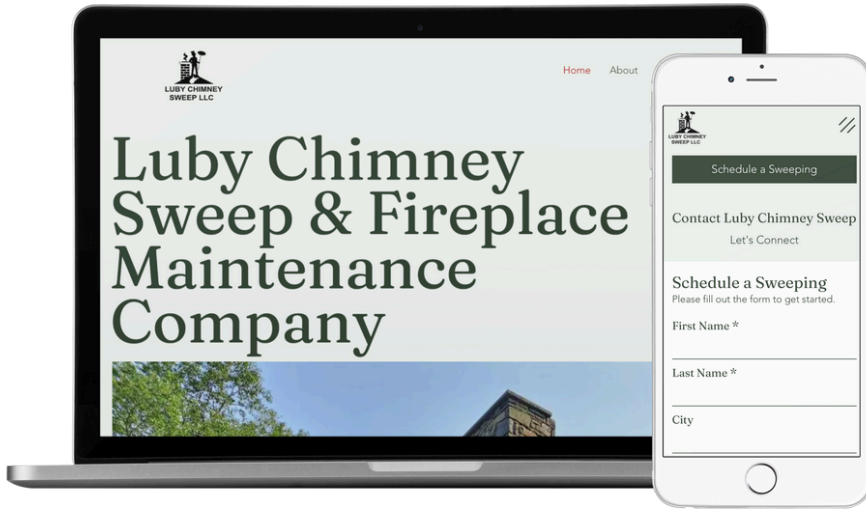 LUBY CHIMNEY
SWEEP LLC
Home About
Luby Chimney
Sweep & Fireplace
Maintenance
Company
LUBY CHIMNEY
SWEEP LLC
Schedule a Sweeping
Contact Luby Chimney Sweep
Let's Connect
Schedule a Sweeping
Please fill out the form to get started.
First Name *
Last Name *
City